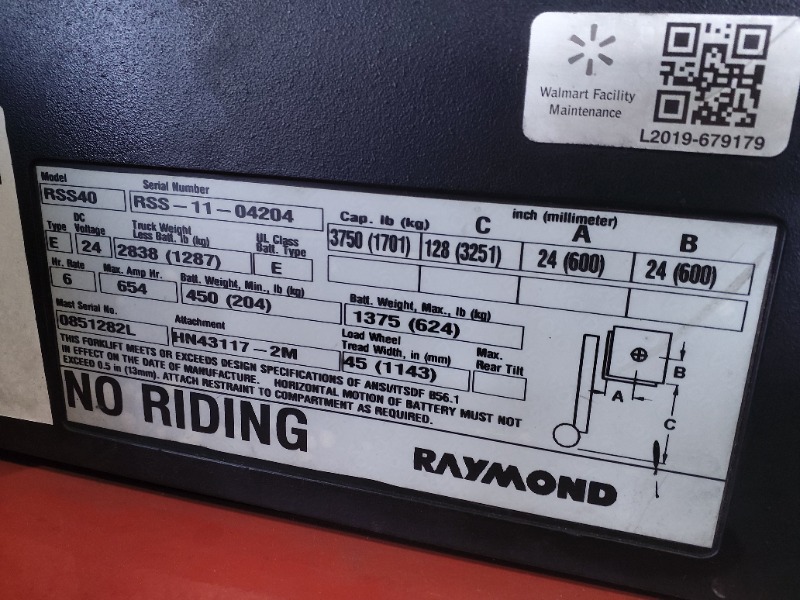 Walmart Facility
Maintenance
L2019-679179
Model
RSS40
Serial Number
RSS-11-04204
Cap. lb (kg)
inch (millimeter)
C
A
B
3750 (1701)
128 (3251)
24 (600)
24 (600)
Type
E
DC
Voltage
24
Truck Weight
Less Batt. lb (kg)
2838 (1287)
UL Class
Batt. Type
E
Hr. Rate
6
Max. Amp Hr.
654
Batt. Weight, Min., lb (kg)
450 (204)
Batt. Weight, Max., lb (kg)
1375 (624)
Mast Serial No.
0851282L
Attachment
HN43117-2M
Load Wheel
Tread Width, in (mm)
45 (1143)
Max.
Rear Tilt
THIS FORKLIFT MEETS OR EXCEEDS DESIGN SPECIFICATIONS OF ANSI/ITSDF B56.1
IN EFFECT ON THE DATE OF MANUFACTURE. HORIZONTAL MOTION OF BATTERY MUST NOT
EXCEED 0.5 in (13mm). ATTACH RESTRAINT TO COMPARTMENT AS REQUIRED.
B
A
C
NO RIDING
RAYMOND